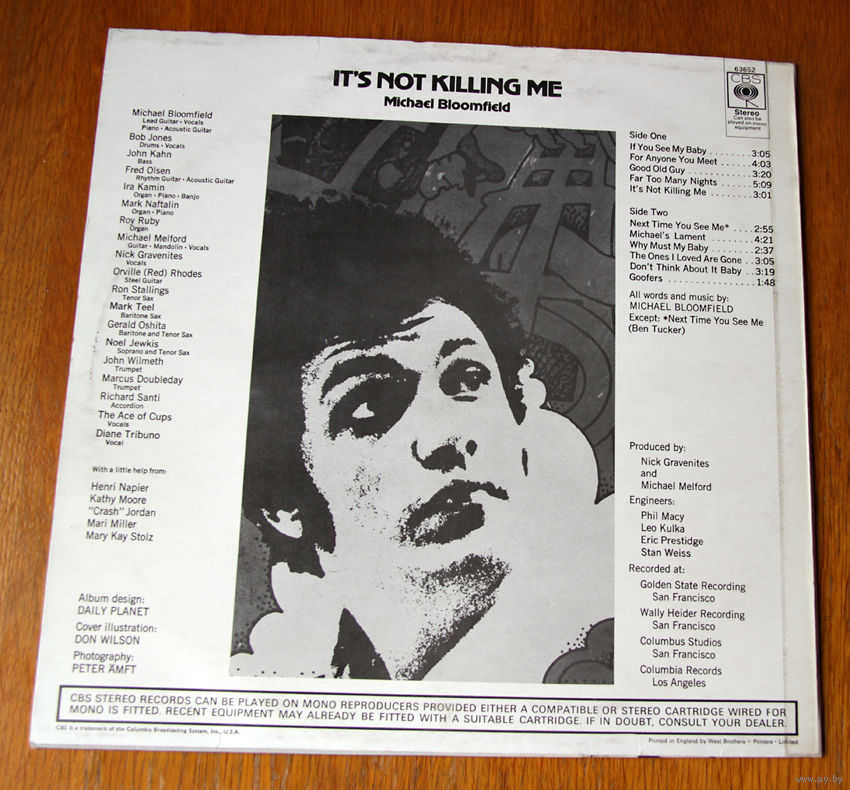 IT'S NOT KILLING ME
Michael Bloomfield
63652
CBS
Stereo
Can also be
played on mono
equipment
Michael Bloomfield
Lead Guitar • Vocals
Piano • Acoustic Guitar
Bob Jones
Drums • Vocals
John Kahn
Bass
Fred Olsen
Rhythm Guitar • Acoustic Guitar
Ira Kamin
Organ • Piano • Banjo
Mark Naftalin
Organ • Piano
Roy Ruby
Organ
Michael Melford
Guitar • Mandolin • Vocals
Nick Gravenites
Vocals
Orville (Red) Rhodes
Steel Guitar
Ron Stallings
Tenor Sax
Mark Teel
Baritone Sax
Gerald Oshita
Baritone and Tenor Sax
Noel Jewkis
Soprano and Tenor Sax
John Wilmeth
Trumpet
Marcus Doubleday
Trumpet
Richard Santi
Accordion
The Ace of Cups
Vocals
Diane Tribuno
Vocal
With a little help from:
Henri Napier
Kathy Moore
"Crash" Jordan
Mari Miller
Mary Kay Stolz
Album design:
DAILY PLANET
Cover illustration:
DON WILSON
Photography:
PETER AMFT
Side One
If You See My Baby ........ 3:05
For Anyone You Meet ....... 4:03
Good Old Guy ............. 3:20
Far Too Many Nights ....... 5:09
It's Not Killing Me ......... 3:01
Side Two
Next Time You See Me* .... 2:55
Michael's Lament .......... 4:21
Why Must My Baby ........ 2:37
The Ones I Loved Are Gone .. 3:05
Don't Think About It Baby .. 3:19
Goofers ................ 1:48
All words and music by:
MICHAEL BLOOMFIELD
Except: *Next Time You See Me
(Ben Tucker)
Produced by:
Nick Gravenites
and
Michael Melford
Engineers:
Phil Macy
Leo Kulka
Eric Prestidge
Stan Weiss
Recorded at:
Golden State Recording
San Francisco
Wally Heider Recording
San Francisco
Columbus Studios
San Francisco
Columbia Records
Los Angeles
CBS STEREO RECORDS CAN BE PLAYED ON MONO REPRODUCERS PROVIDED EITHER A COMPATIBLE OR STEREO CARTRIDGE WIRED FOR
MONO IS FITTED. RECENT EQUIPMENT MAY ALREADY BE FITTED WITH A SUITABLE CARTRIDGE. IF IN DOUBT, CONSULT YOUR DEALER.
CBS is a trademark of the Columbia Broadcasting System, Inc., U.S.A.
Printed in England by West Brothers • Printers • Limited
www.ay.by